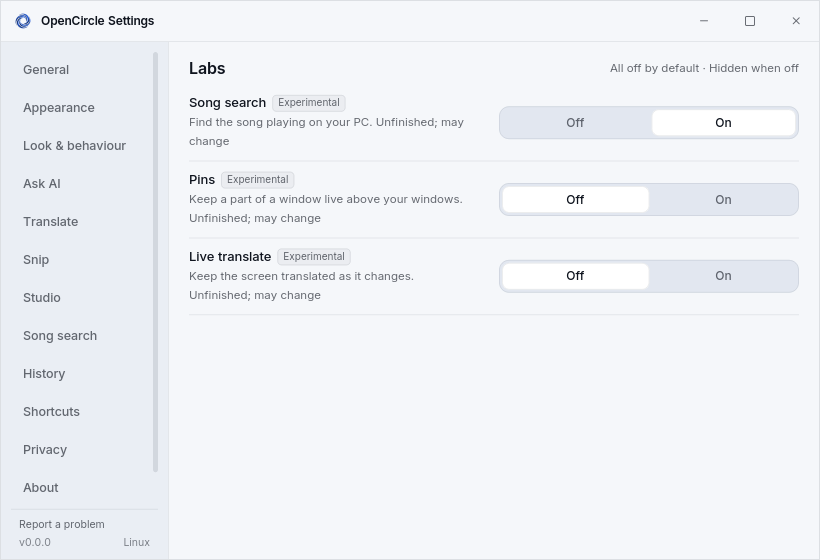 OpenCircle Settings
General
Appearance
Look & behaviour
Ask AI
Translate
Snip
Studio
Song search
History
Shortcuts
Privacy
About
Report a problem
v0.0.0 Linux
Labs All off by default · Hidden when off
Song search Experimental
Find the song playing on your PC. Unfinished; may
change
Off On
Pins Experimental
Keep a part of a window live above your windows.
Unfinished; may change
Off On
Live translate Experimental
Keep the screen translated as it changes.
Unfinished; may change
Off On